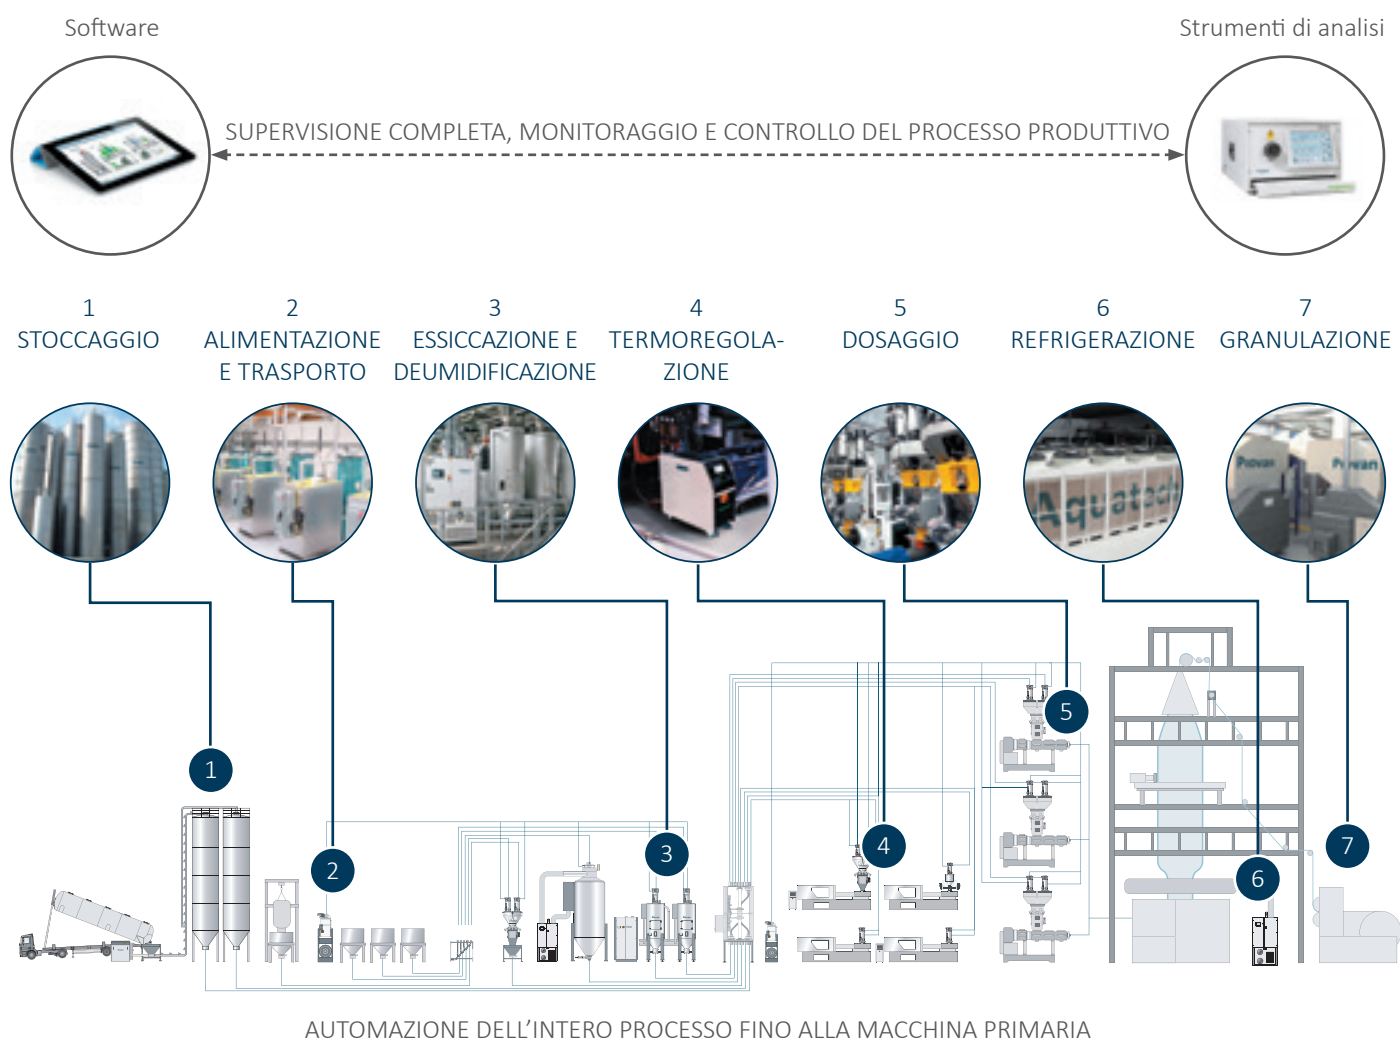 Software
Strumenti di analisi
SUPERVISIONE COMPLETA, MONITORAGGIO E CONTROLLO DEL PROCESSO PRODUTTIVO
1
STOCCAGGIO
2
ALIMENTAZIONE
E TRASPORTO
3
ESSICCAZIONE E
DEUMIDIFICAZIONE
4
TERMOREGOLA-
ZIONE
5
DOSAGGIO
6
REFRIGERAZIONE
7
GRANULAZIONE
Aquatech
Piovan
Piovan
5
1
4
7
3
2
6
AUTOMAZIONE DELL'INTERO PROCESSO FINO ALLA MACCHINA PRIMARIA